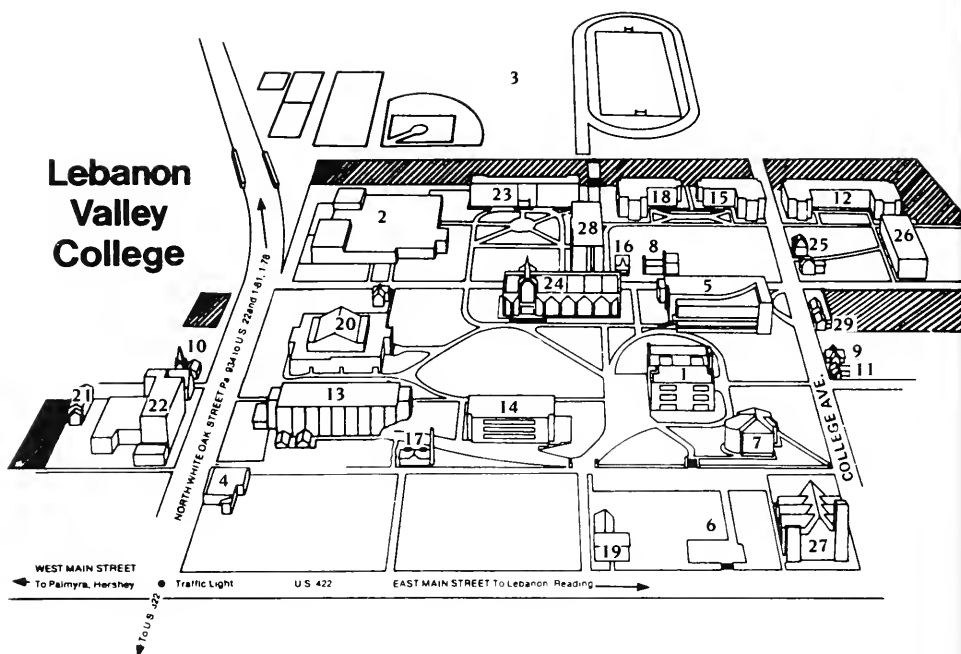 Lebanon
Valley
College
3
2
23
18
15
12
28
16
8
25
26
24
5
20
29
10
9
11
21
22
13
14
1
17
7
4
6
19
27
NORTH WHITE OAK STREET Pa 934 to U.S. 22 and 1-81, 1-78
COLLEGE AVE.
WEST MAIN STREET
To Palmyra, Hershey
Traffic Light
U.S. 422
EAST MAIN STREET To Lebanon Reading
To U.S. 322